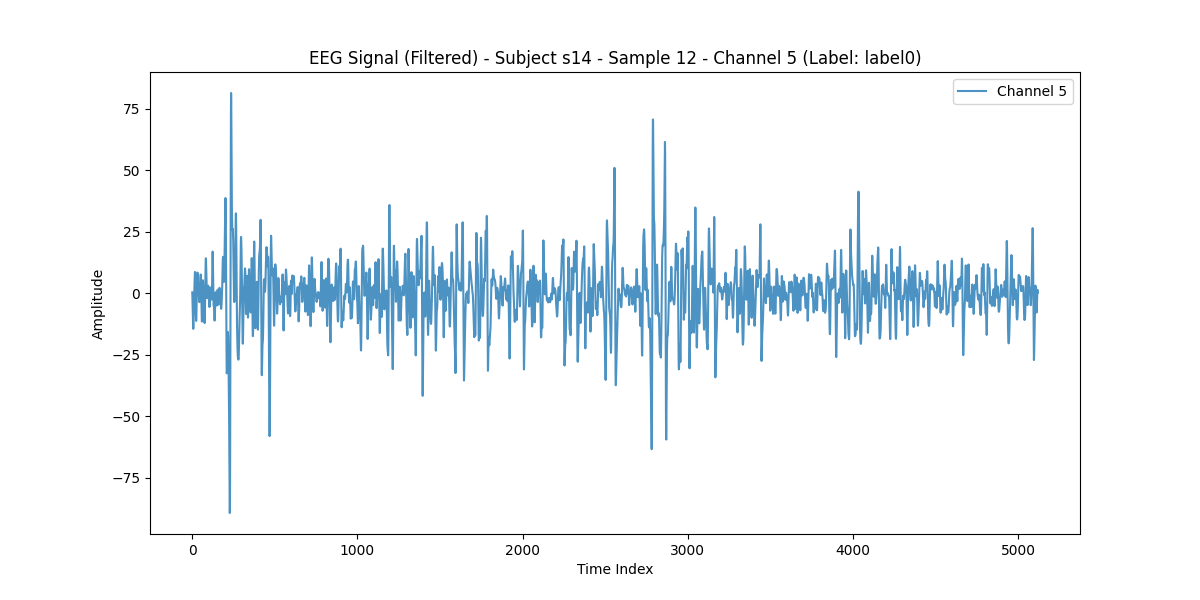 EEG Signal (Filtered) - Subject s14 - Sample 12 - Channel 5 (Label: label0)
Channel 5
75
50
25
0
−25
−50
−75
Amplitude
0 1000 2000 3000 4000 5000
Time Index